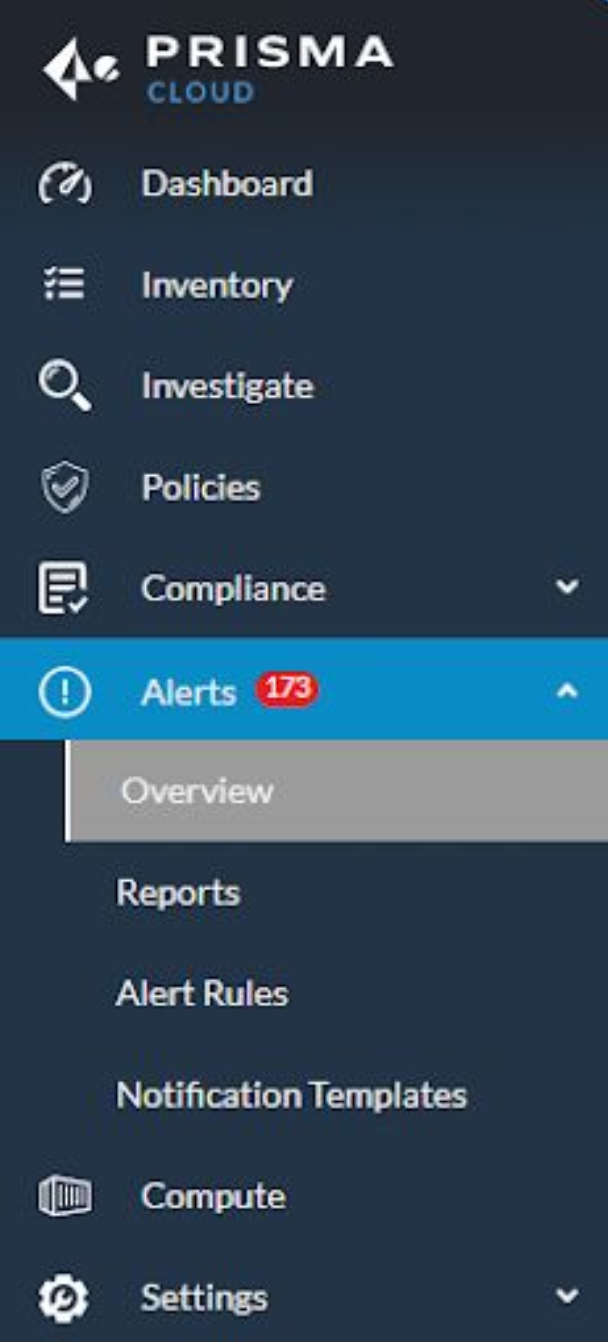 PRISMA
CLOUD
Dashboard
Inventory
Investigate
Policies
Compliance
Alerts 173
Overview
Reports
Alert Rules
Notification Templates
Compute
Settings